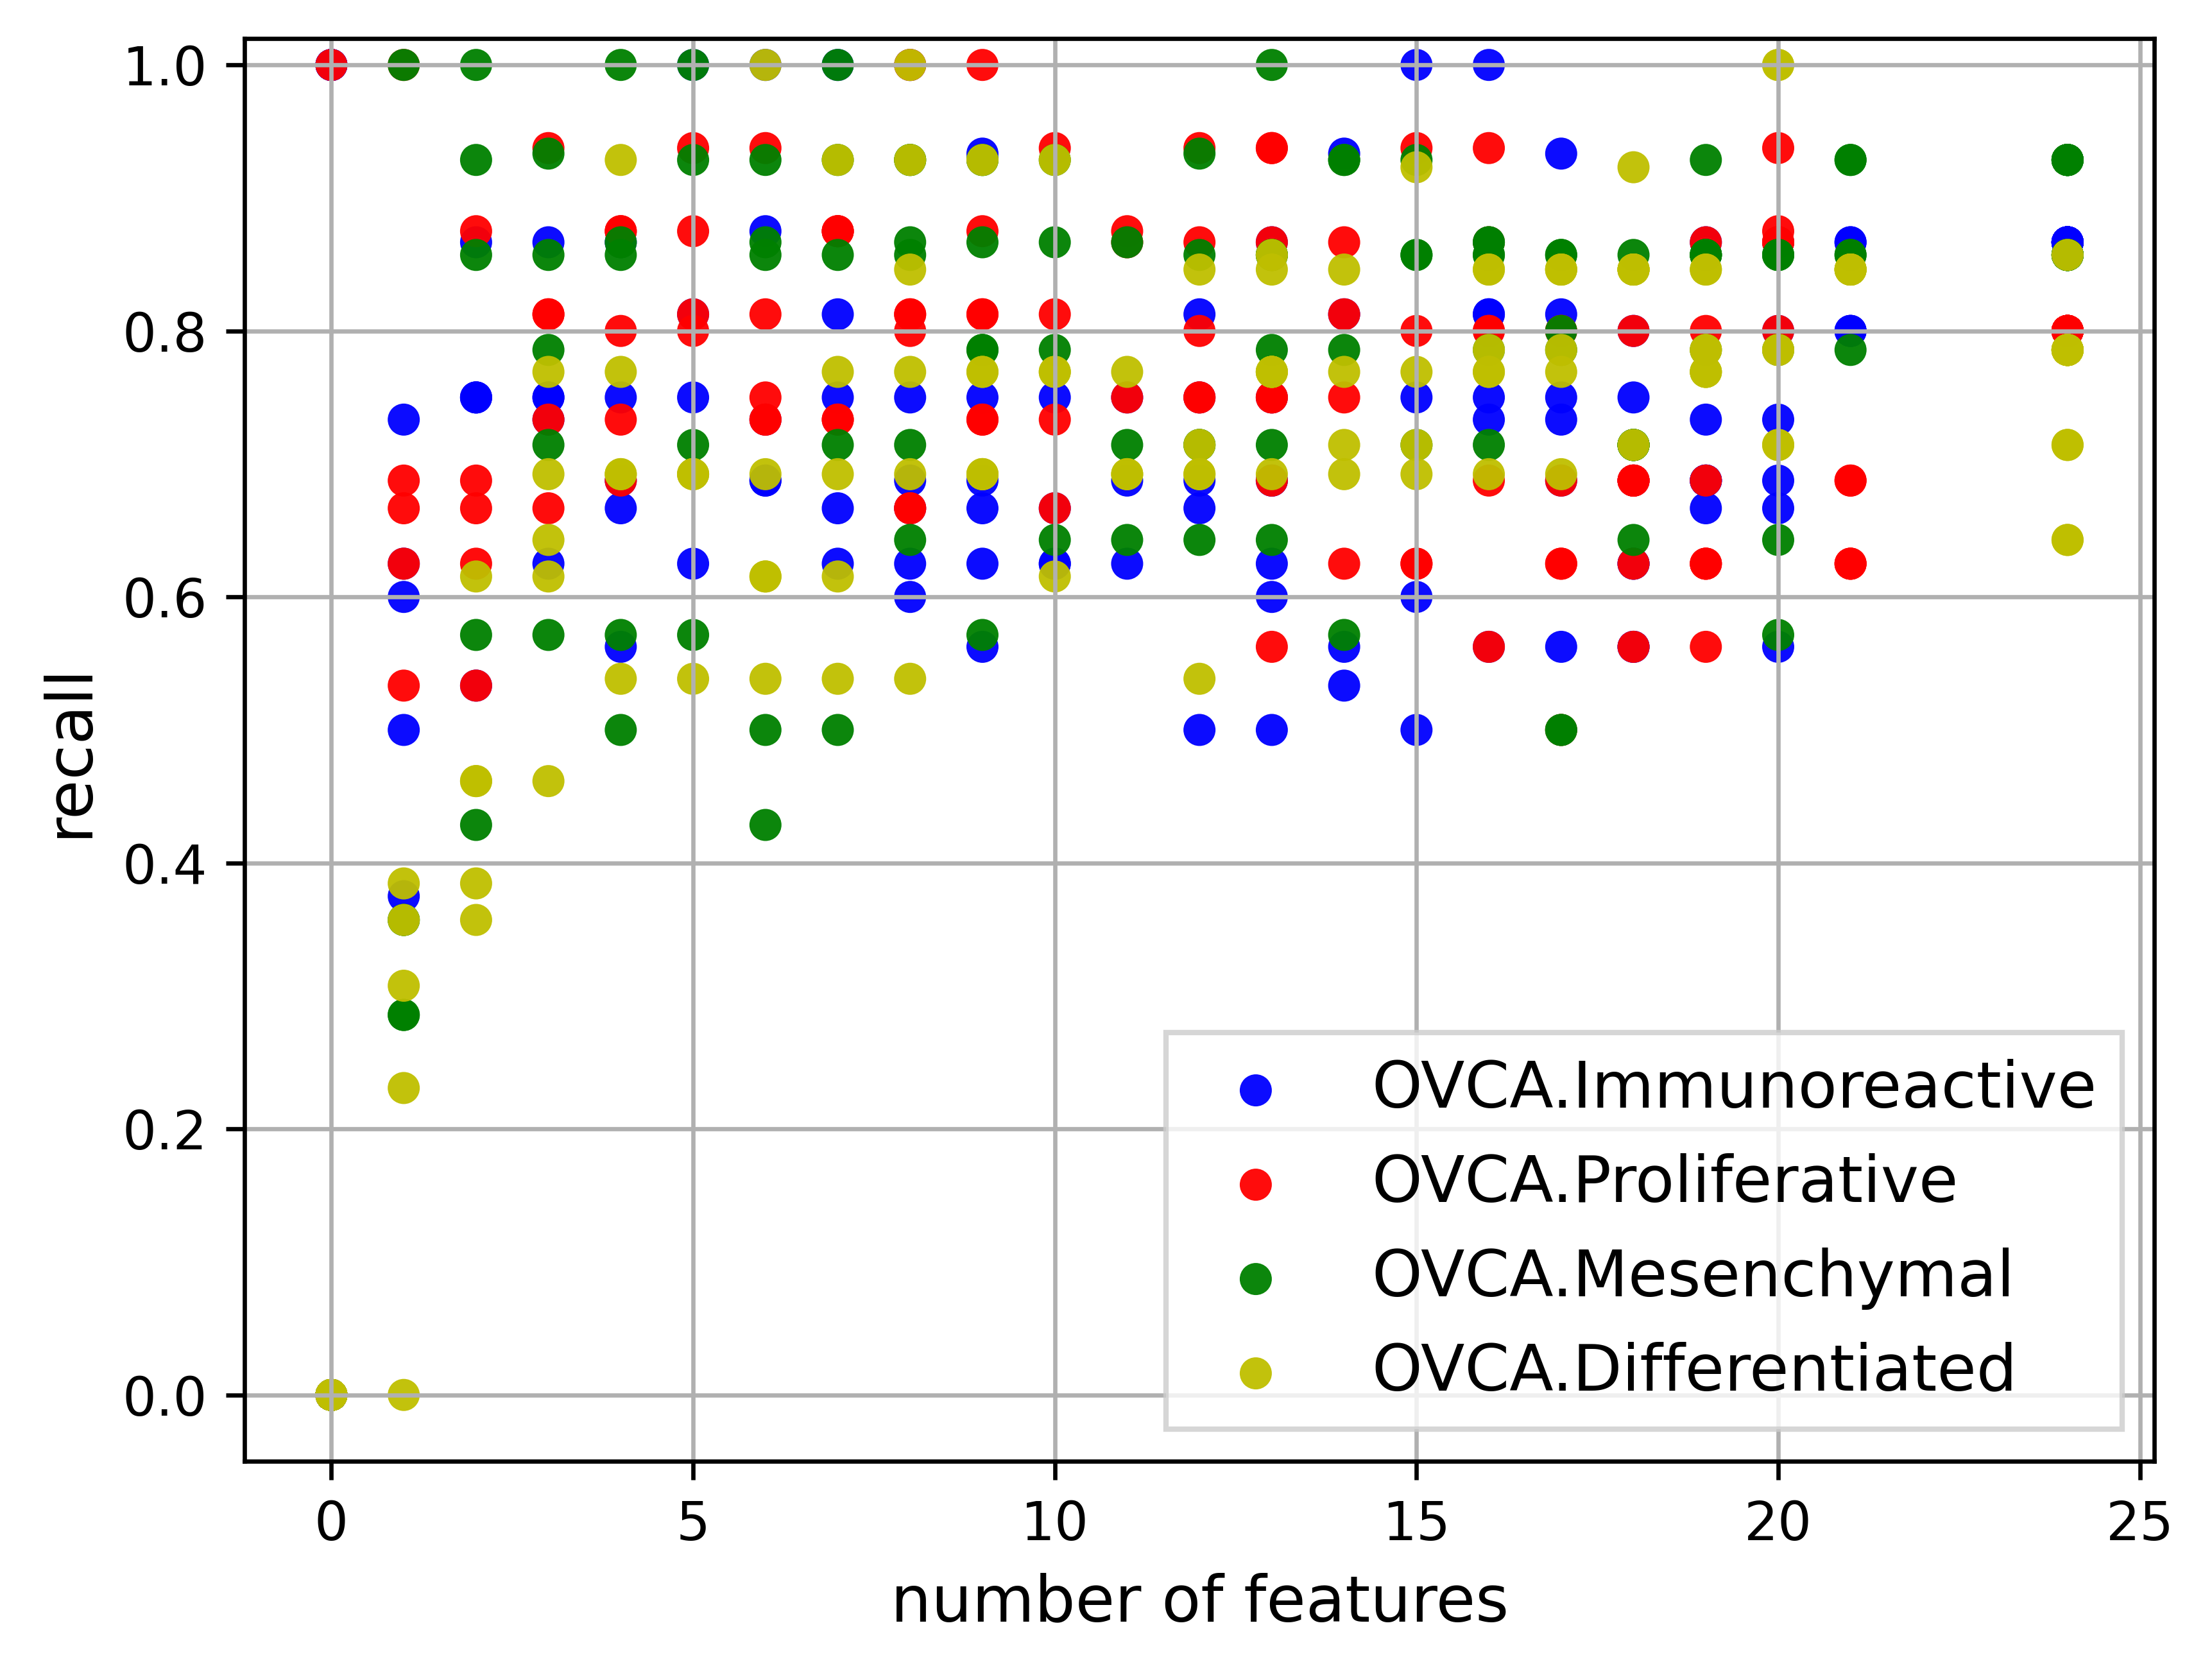 1.0
0.8
0.6
0.4
0.2
0.0
recall
OVCA.Immunoreactive
OVCA.Proliferative
OVCA.Mesenchymal
OVCA.Differentiated
0 5 10 15 20 25
number of features